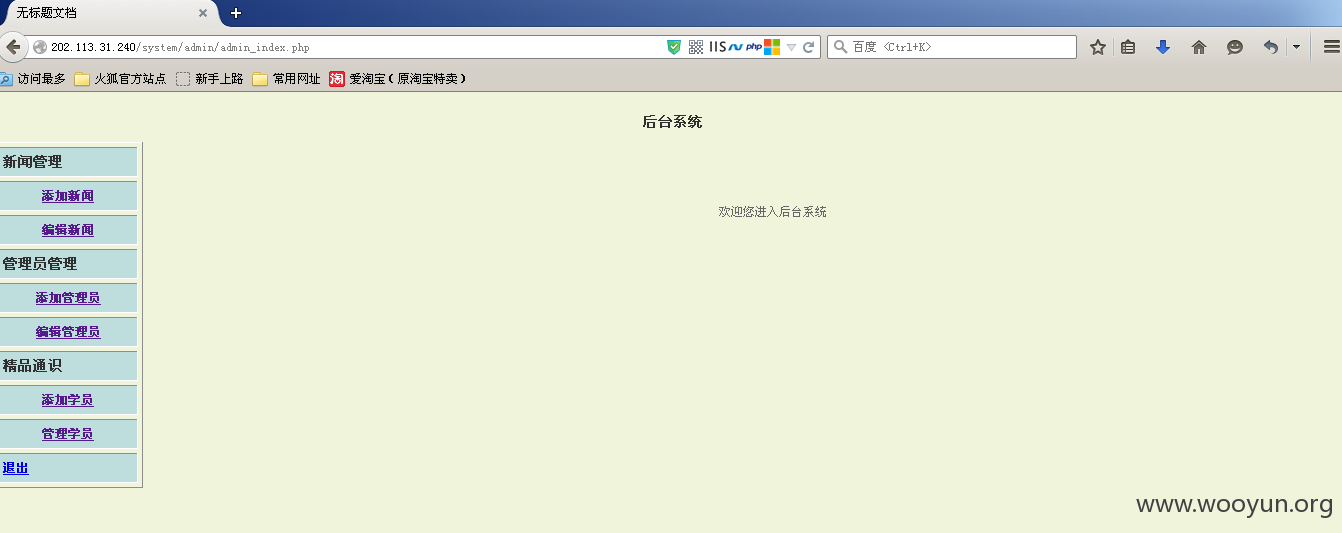 无标题文档
202.113.31.240/system/admin/admin_index.php
IIS php
百度 <Ctrl+K>
访问最多 火狐官方站点 新手上路 常用网址 淘 爱淘宝（原淘宝特卖）
后台系统
新闻管理
添加新闻
欢迎您进入后台系统
编辑新闻
管理员管理
添加管理员
编辑管理员
精品通识
添加学员
管理学员
退出
www.wooyun.org